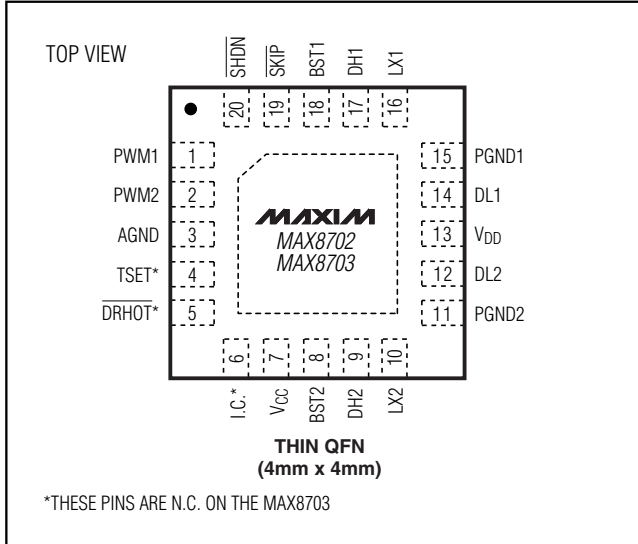 TOP VIEW
SHDN
SKIP
BST1
DH1
LX1
20
19
18
17
16
PWM1 1
PWM2 2
AGND 3
TSET* 4
DRHOT* 5
MAXIM
MAX8702
MAX8703
15 PGND1
14 DL1
13 VDD
12 DL2
11 PGND2
6
7
8
9
10
I.C.*
VCC
BST2
DH2
LX2
THIN QFN
(4mm x 4mm)
*THESE PINS ARE N.C. ON THE MAX8703